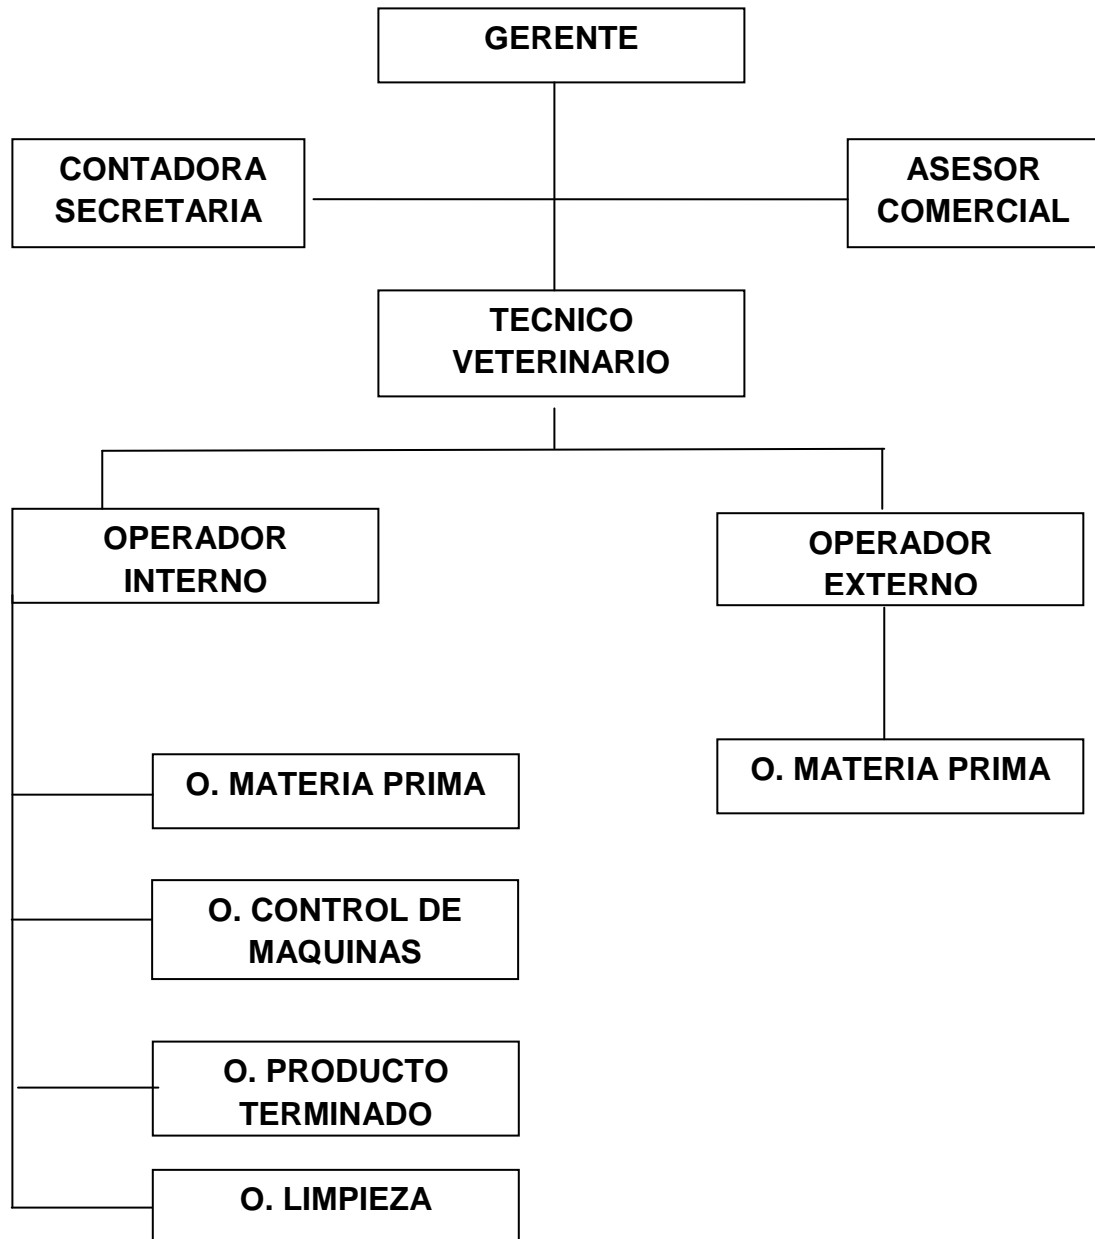 GERENTE
CONTADORA
SECRETARIA
ASESOR
COMERCIAL
TECNICO
VETERINARIO
OPERADOR
INTERNO
OPERADOR
EXTERNO
O. MATERIA PRIMA
O. MATERIA PRIMA
O. CONTROL DE
MAQUINAS
O. PRODUCTO
TERMINADO
O. LIMPIEZA